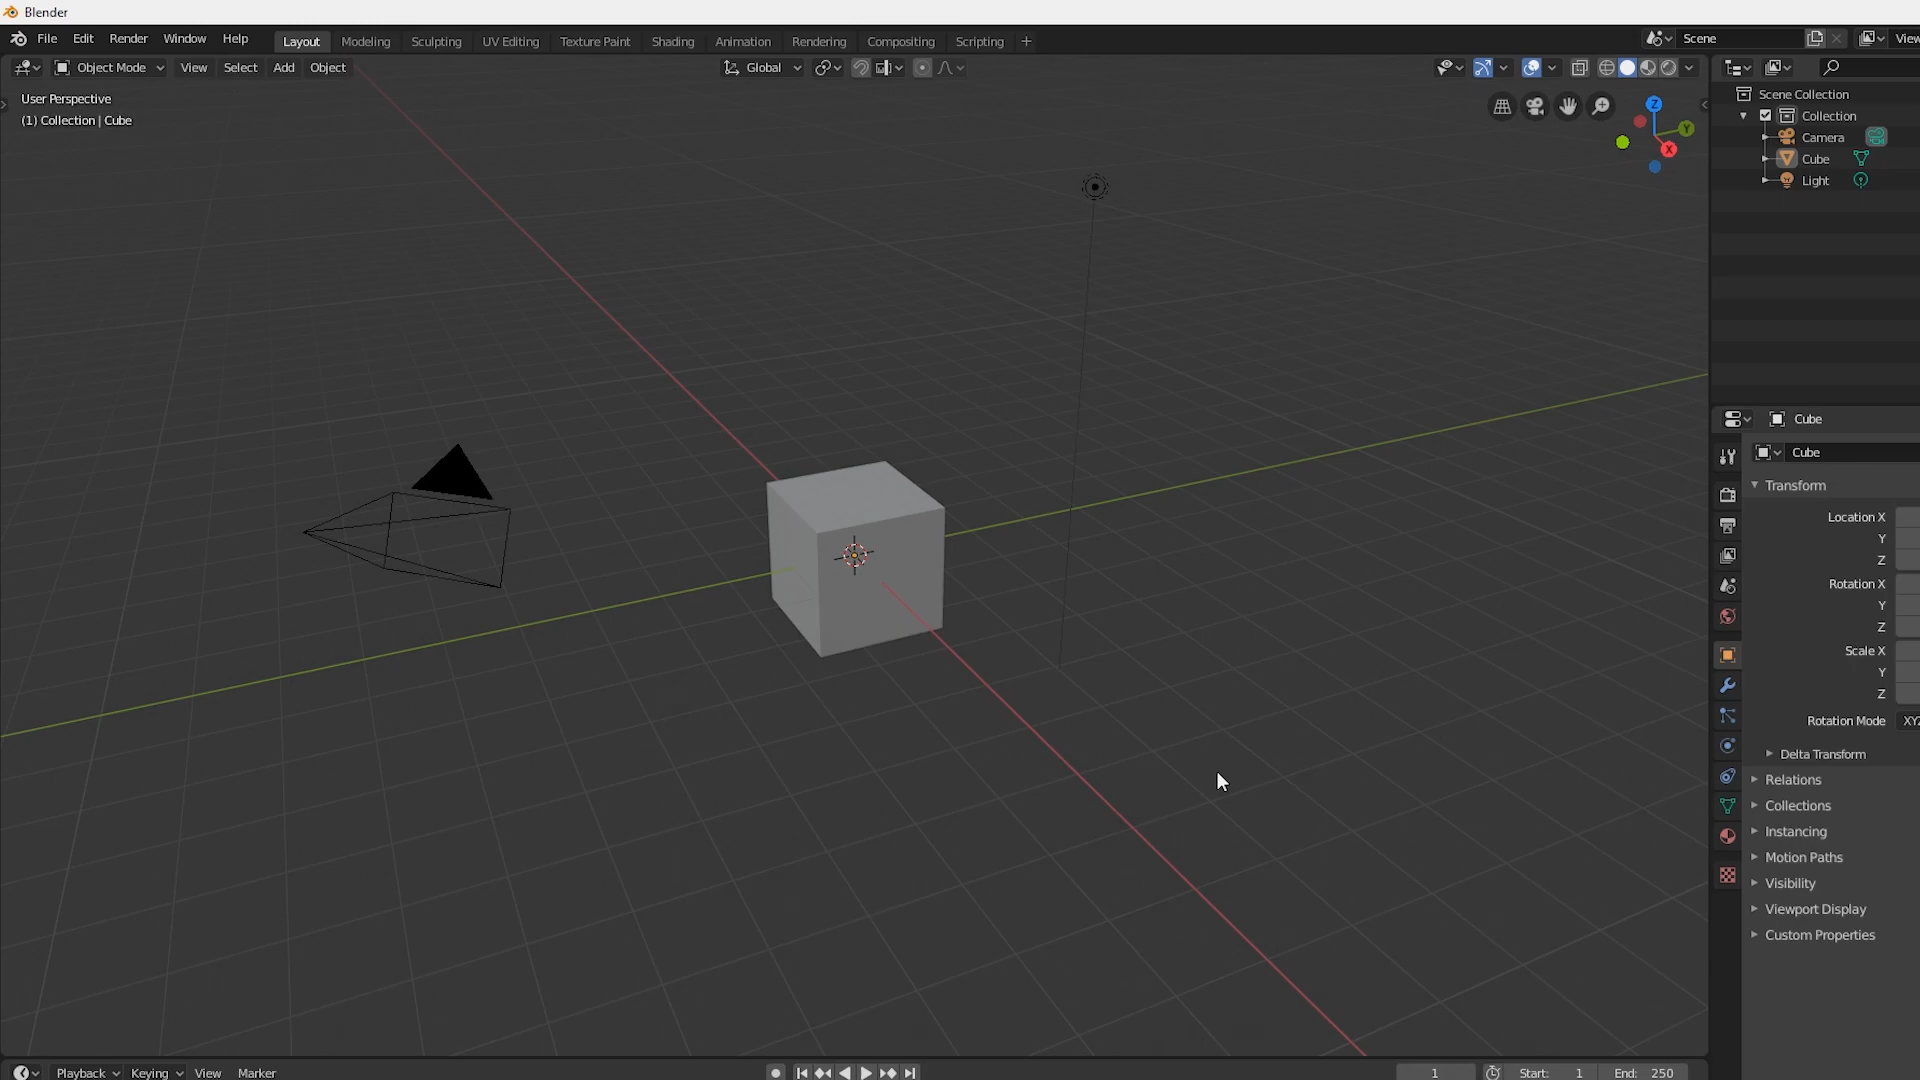 Blender
File Edit Render Window Help Layout Modeling Sculpting UV Editing Texture Paint Shading Animation Rendering Compositing Scripting + Scene View
Object Mode View Select Add Object Global
User Perspective
(1) Collection | Cube
Z
Y
X
Scene Collection
Collection
Camera
Cube
Light
Cube
Cube
Transform
Location X
Y
Z
Rotation X
Y
Z
Scale X
Y
Z
Rotation Mode XYZ
Delta Transform
Relations
Collections
Instancing
Motion Paths
Visibility
Viewport Display
Custom Properties
Playback Keying View Marker 1 Start: 1 End: 250